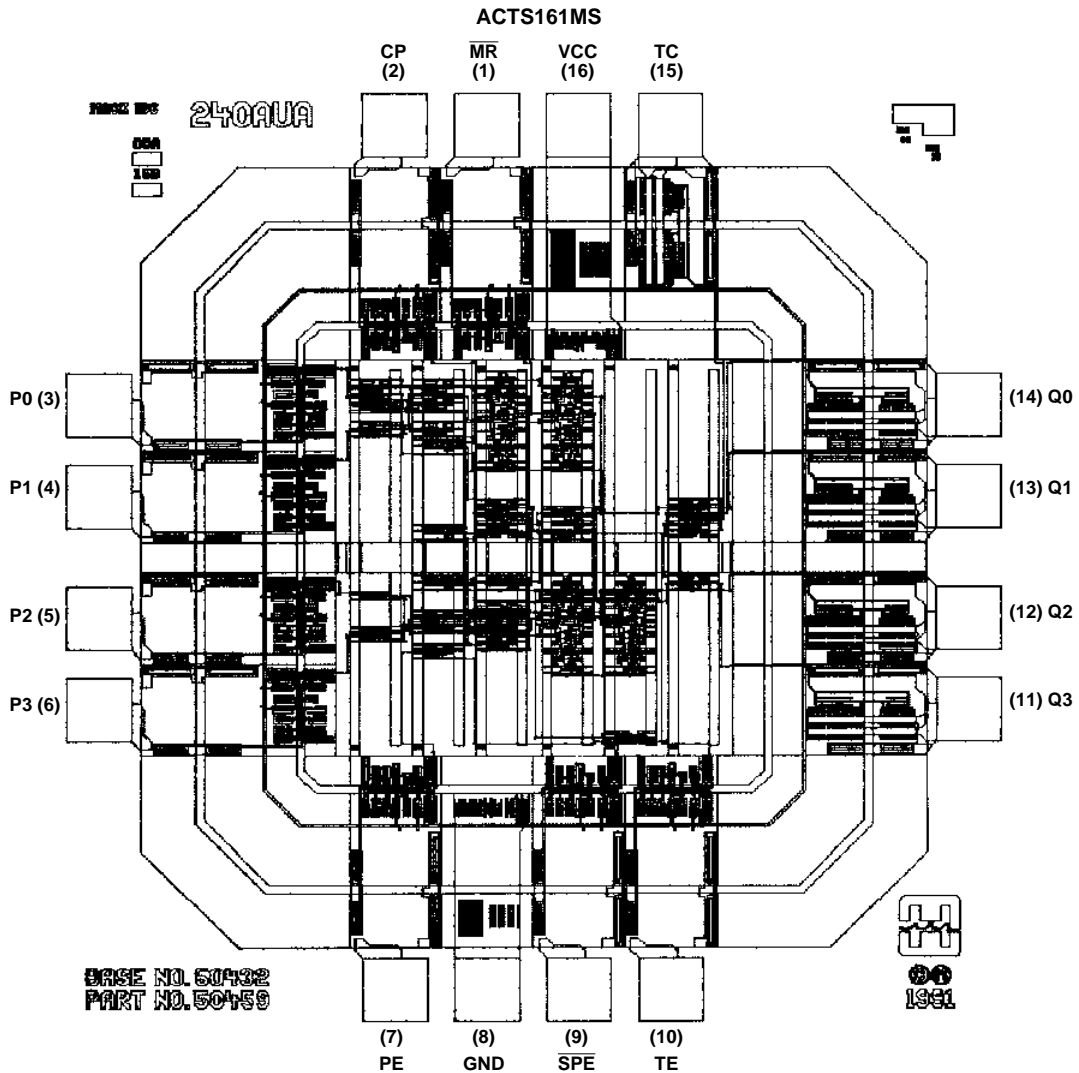 ACTS161MS
CP MR VCC TC
(2) (1) (16) (15)
240AUA
P0 (3)
(14) Q0
P1 (4)
(13) Q1
P2 (5)
(12) Q2
P3 (6)
(11) Q3
BASE NO. 50432
PART NO. 50459
(7) (8) (9) (10)
PE GND SPE TE